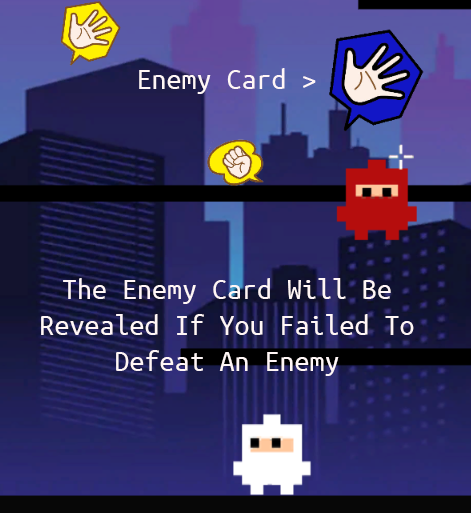 Enemy Card >
The Enemy Card Will Be
Revealed If You Failed To
Defeat An Enemy